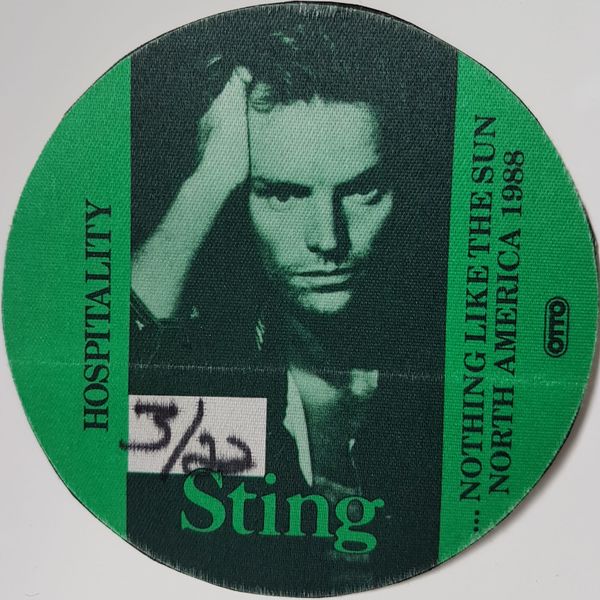 HOSPITALITY
3/22
Sting
... NOTHING LIKE THE SUN
NORTH AMERICA 1988
OTTO